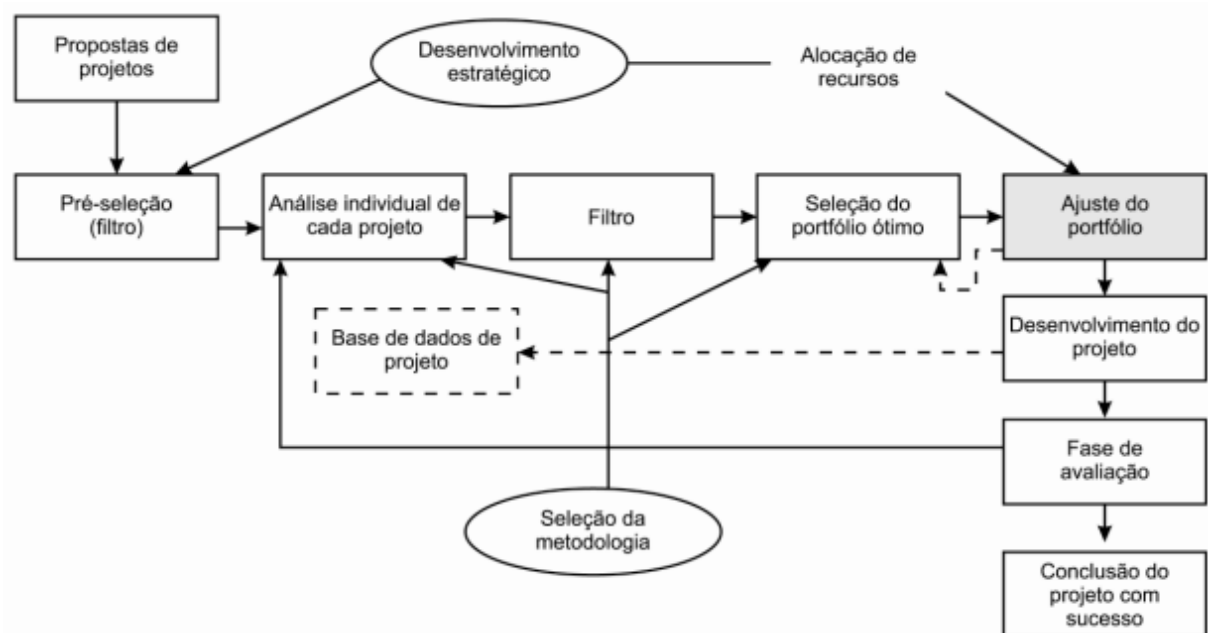 Propostas de
projetos
Desenvolvimento
estratégico
Alocação de
recursos
Pré-seleção
(filtro)
Análise individual de
cada projeto
Filtro
Seleção do
portfólio ótimo
Ajuste do
portfólio
Base de dados de
projeto
Desenvolvimento do
projeto
Fase de
avaliação
Seleção da
metodologia
Conclusão do
projeto com
sucesso